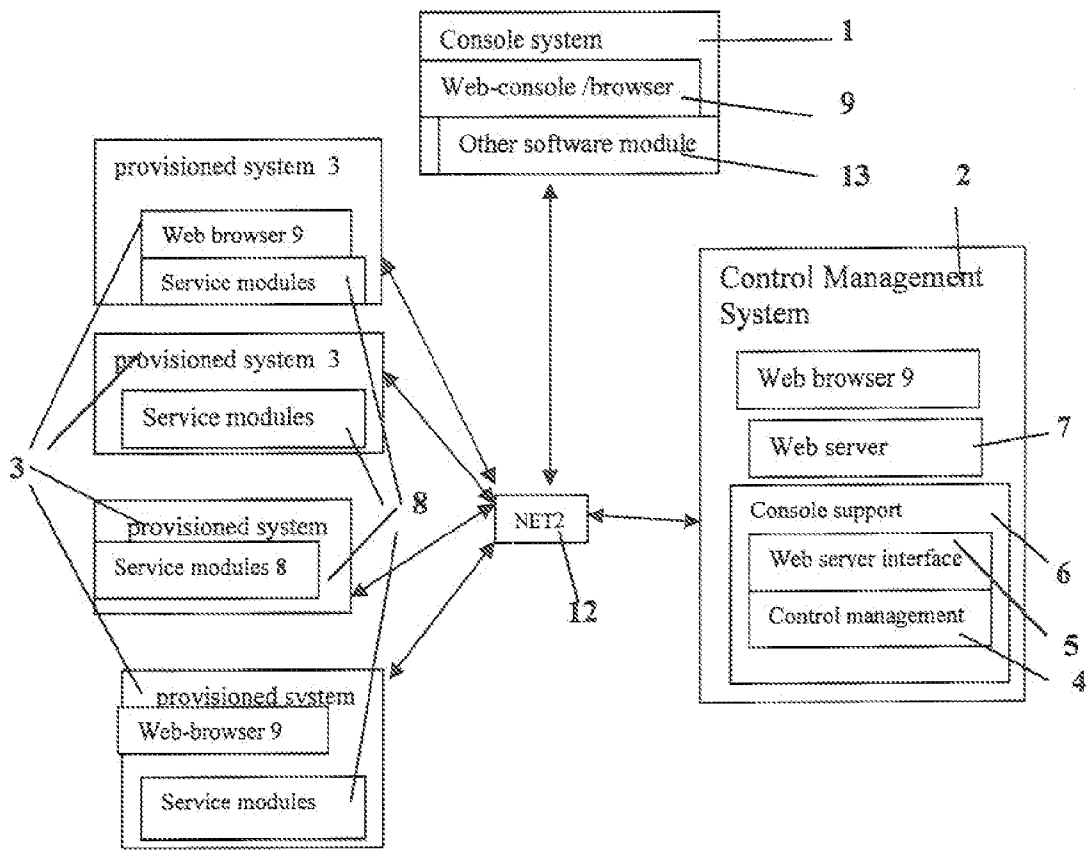 Console system
1
Web-console /browser
9
Other software module
13
provisioned system 3
Web browser 9
Service modules
provisioned system 3
Service modules
3
provisioned system
Service modules 8
8
provisioned system
Web-browser 9
Service modules
NET2
12
2
Control Management
System
Web browser 9
Web server
7
Console support
6
Web server interface
5
Control management
4